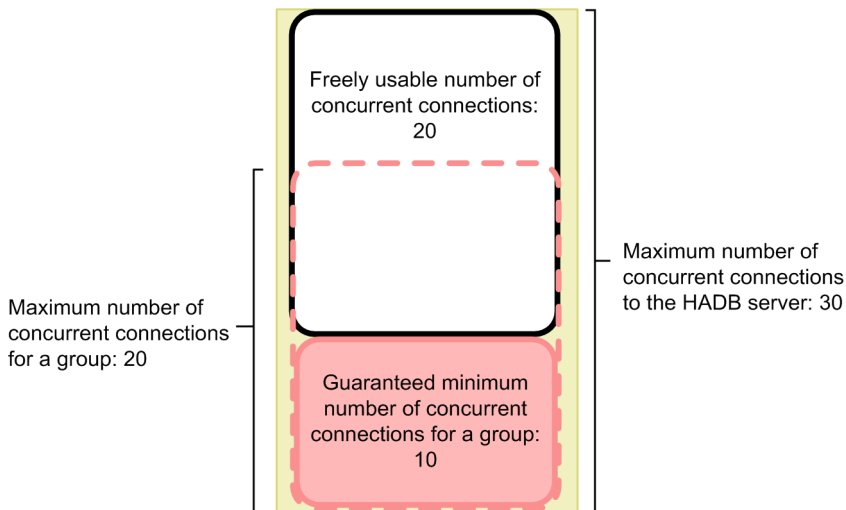 Freely usable number of
concurrent connections:
20
Maximum number of
concurrent connections
to the HADB server: 30
Maximum number of
concurrent connections
for a group: 20
Guaranteed minimum
number of concurrent
connections for a group:
10